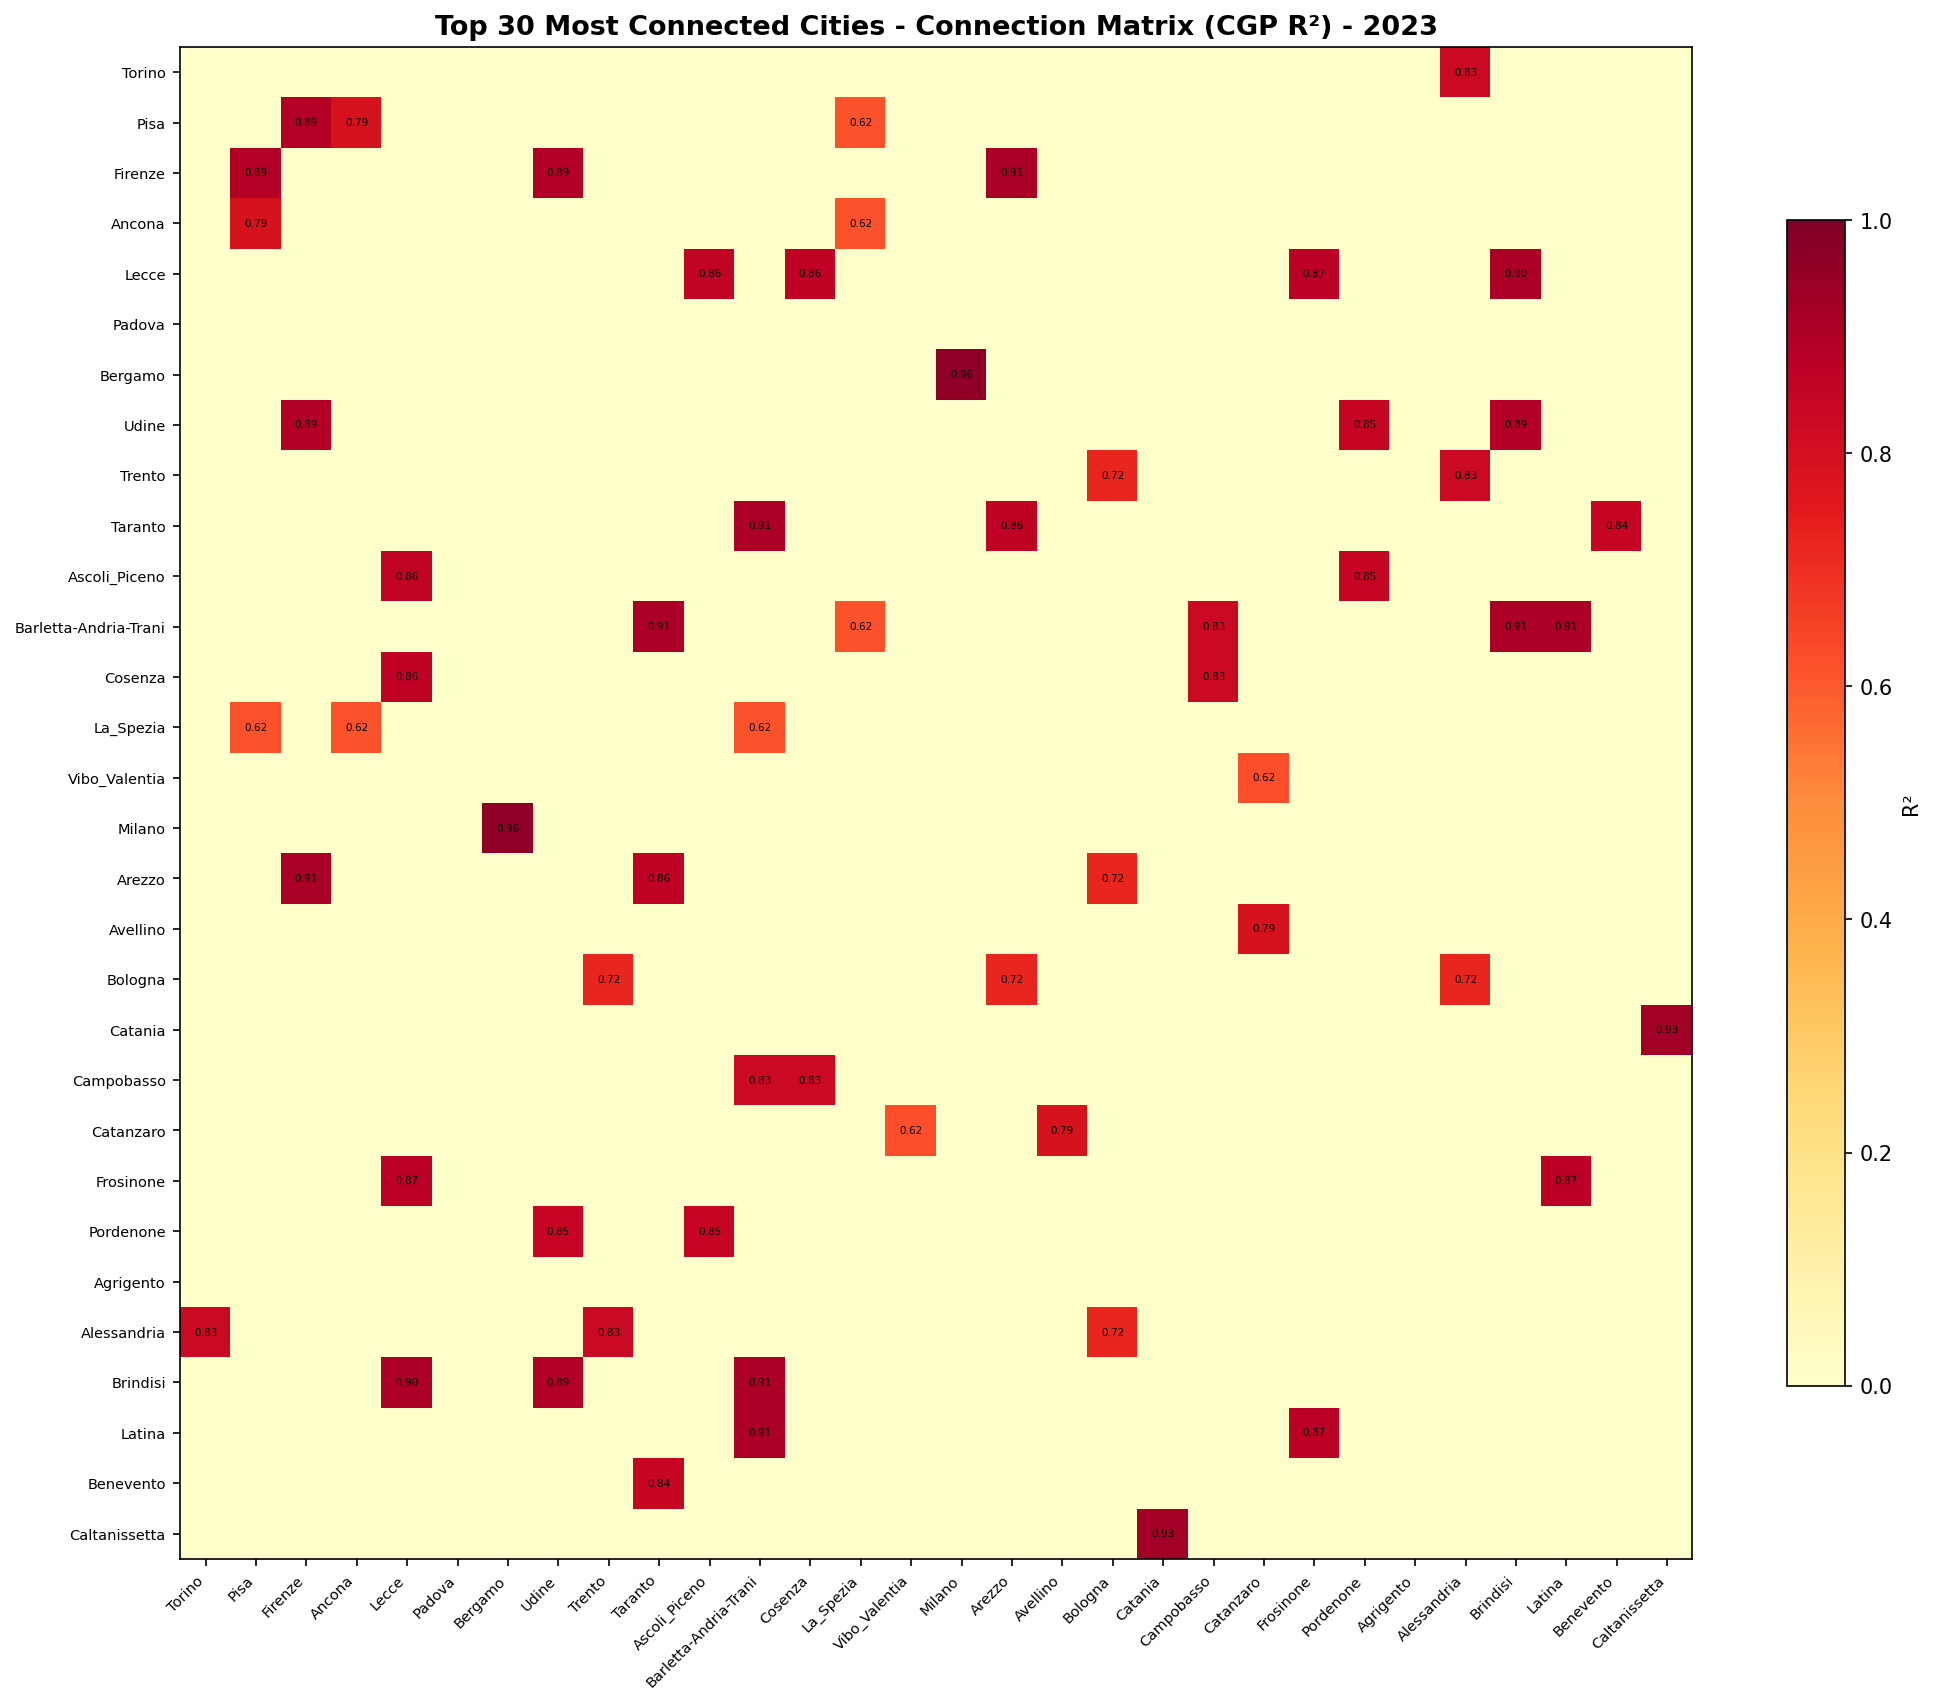 Top 30 Most Connected Cities - Connection Matrix (CGP R²) - 2023
Torino 0.83
Pisa 0.89 0.79 0.62
Firenze 0.89 0.89 0.91
Ancona 0.79 0.62
Lecce 0.86 0.86 0.87 0.90
Padova
Bergamo 0.96
Udine 0.89 0.85 0.89
Trento 0.72 0.83
Taranto 0.91 0.86 0.84
Ascoli_Piceno 0.86 0.85
Barletta-Andria-Trani 0.91 0.62 0.83 0.91 0.91
Cosenza 0.86 0.83
La_Spezia 0.62 0.62 0.62
Vibo_Valentia 0.62
Milano 0.96
Arezzo 0.91 0.86 0.72
Avellino 0.79
Bologna 0.72 0.72 0.72
Catania 0.93
Campobasso 0.83 0.83
Catanzaro 0.62 0.79
Frosinone 0.87 0.87
Pordenone 0.85 0.85
Agrigento
Alessandria 0.83 0.83 0.72
Brindisi 0.90 0.89 0.91
Latina 0.91 0.87
Benevento 0.84
Caltanissetta 0.93
Torino
Pisa
Firenze
Ancona
Lecce
Padova
Bergamo
Udine
Trento
Taranto
Ascoli_Piceno
Barletta-Andria-Trani
Cosenza
La_Spezia
Vibo_Valentia
Milano
Arezzo
Avellino
Bologna
Catania
Campobasso
Catanzaro
Frosinone
Pordenone
Agrigento
Alessandria
Brindisi
Latina
Benevento
Caltanissetta
1.0
0.8
0.6
0.4
0.2
0.0
R²